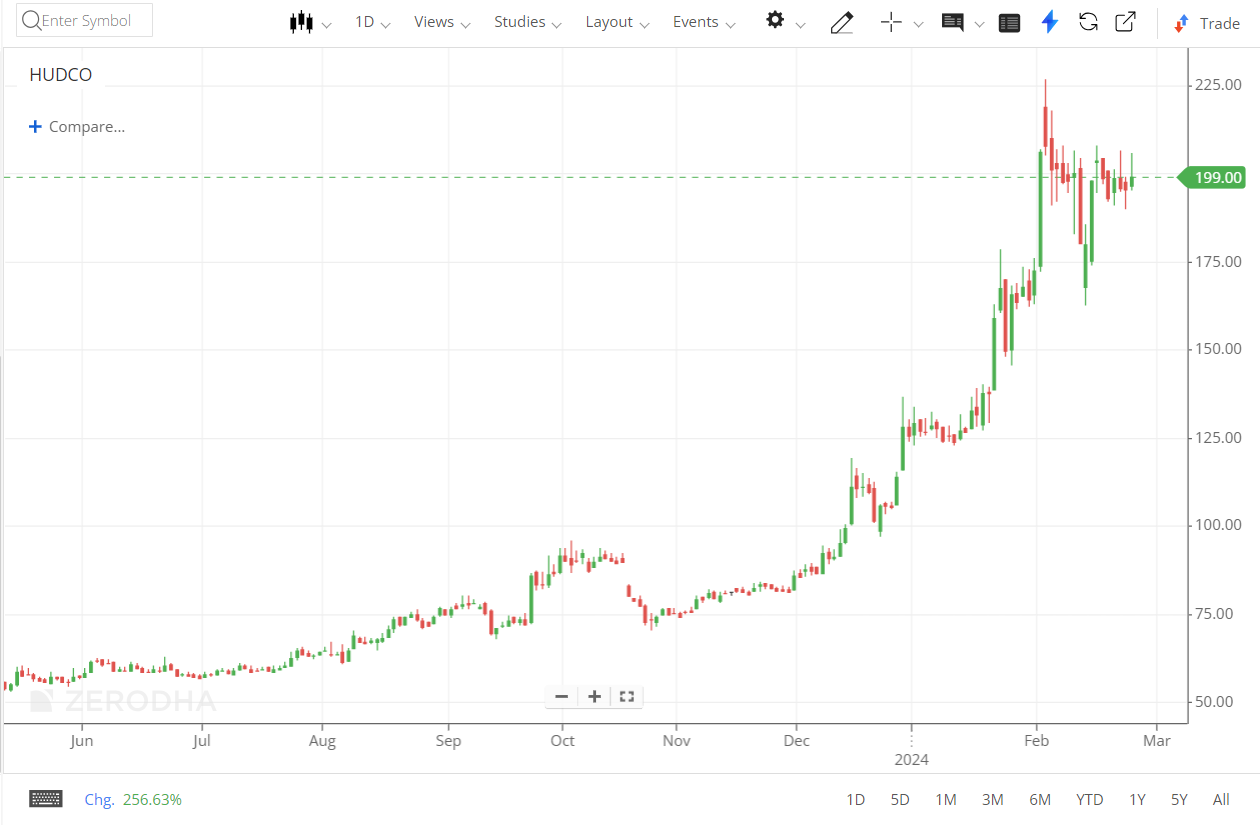 Enter Symbol 1D Views Studies Layout Events Trade
HUDCO
Compare...
225.00
199.00
175.00
150.00
125.00
100.00
75.00
50.00
ZERODHA
Jun Jul Aug Sep Oct Nov Dec Feb Mar
2024
Chg. 256.63% 1D 5D 1M 3M 6M YTD 1Y 5Y All